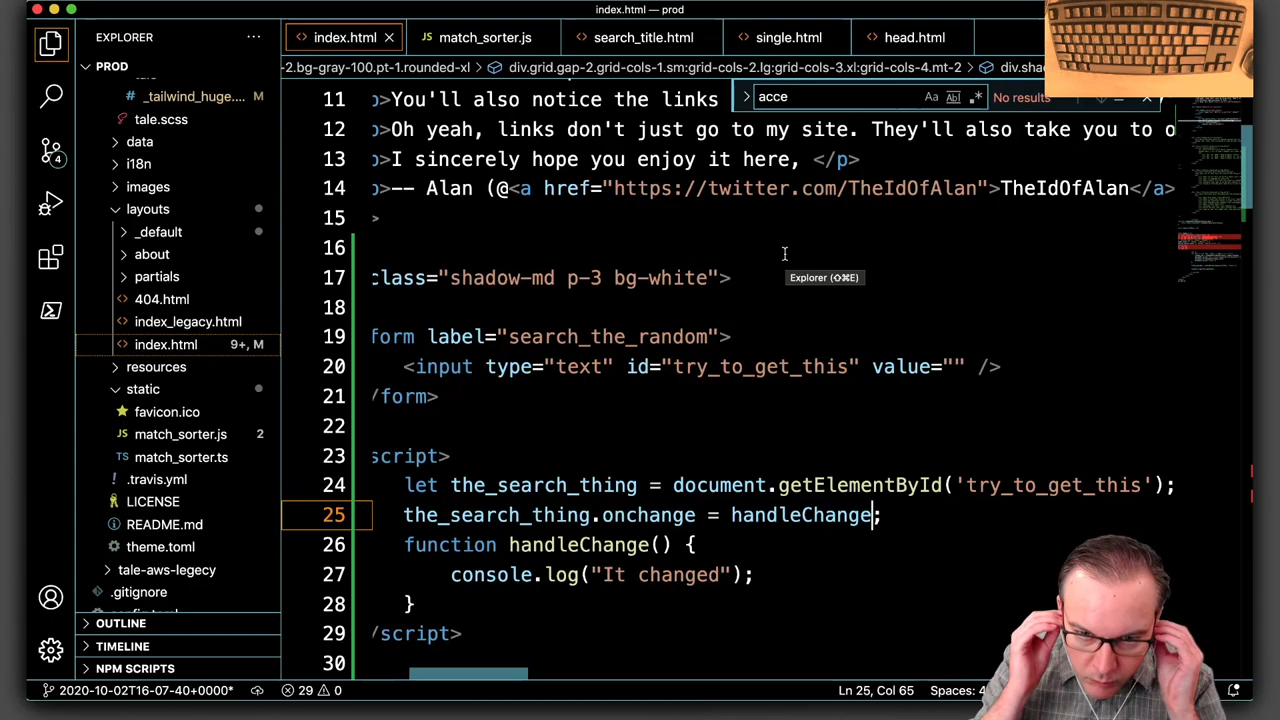 index.html — prod
EXPLORER ···
index.html
match_sorter.js
search_title.html
single.html
head.html
PROD
-2.bg-gray-100.pt-1.rounded-xl > div.grid.gap-2.grid-cols-1.sm:grid-cols-2.lg:grid-cols-3.xl:grid-cols-4.mt-2 > div.sha
acce
Aa
No results
_tailwind_huge.... M
tale.scss
data
i18n
images
layouts
_default
about
partials
404.html
index_legacy.html
index.html 9+, M
resources
static
favicon.ico
match_sorter.js 2
match_sorter.ts
.travis.yml
LICENSE
README.md
theme.toml
tale-aws-legacy
.gitignore
OUTLINE
TIMELINE
NPM SCRIPTS
4
11 p>You'll also notice the links
12 p>Oh yeah, links don't just go to my site. They'll also take you to o
13 p>I sincerely hope you enjoy it here, </p>
14 p>-- Alan (@<a href="https://twitter.com/TheIdOfAlan">TheIdOfAlan</a>
15 >
16
17 class="shadow-md p-3 bg-white">
Explorer (⇧⌘E)
18
19 form label="search_the_random">
20 <input type="text" id="try_to_get_this" value="" />
21 /form>
22
23 script>
24 let the_search_thing = document.getElementById('try_to_get_this');
25 the_search_thing.onchange = handleChange;
26 function handleChange() {
27 console.log("It changed");
28 }
29 /script>
30
2020-10-02T16-07-40+0000* 29 0 Ln 25, Col 65 Spaces: 4